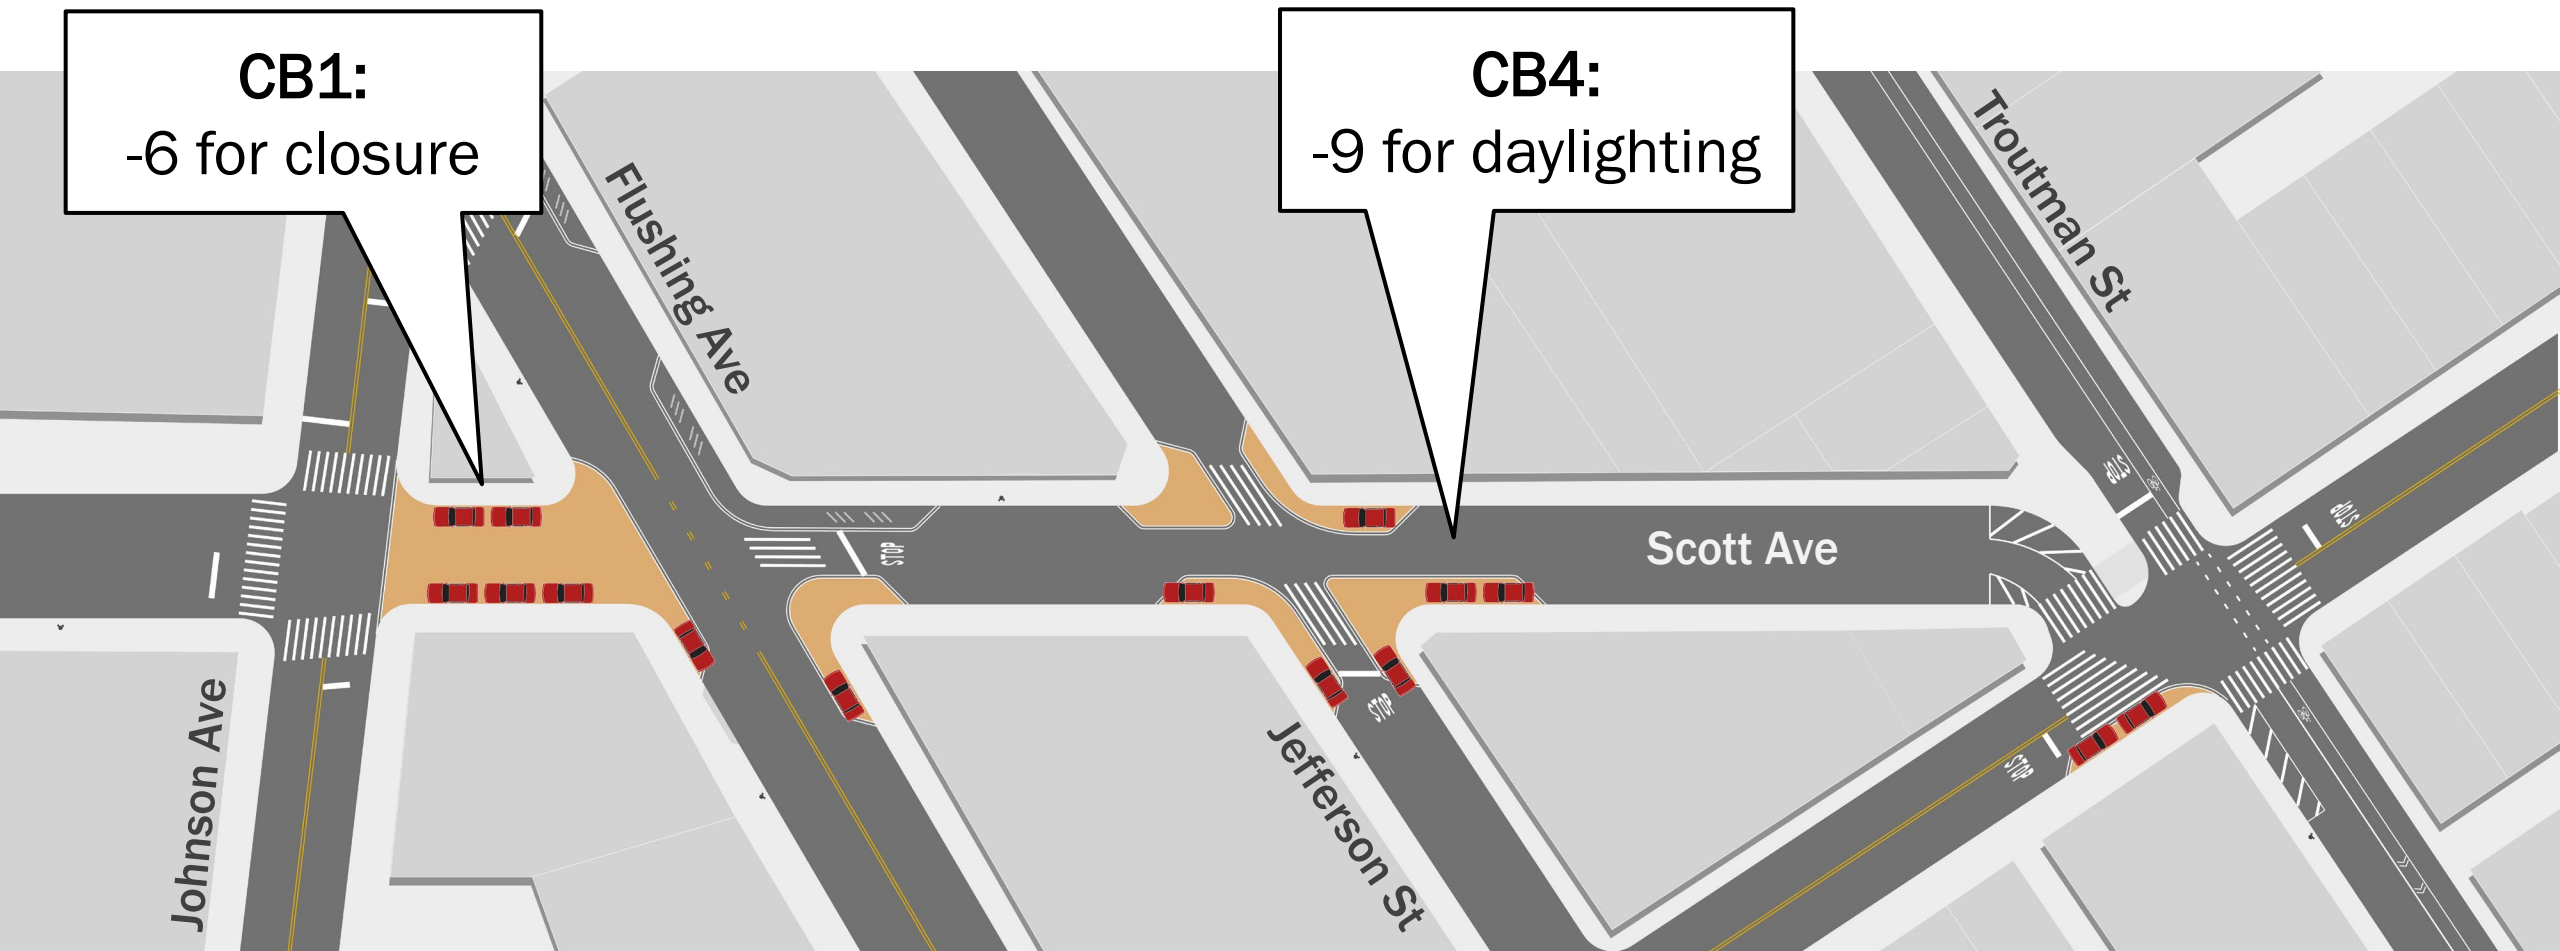 CB1:
-6 for closure
CB4:
-9 for daylighting
Flushing Ave
Troutman St
STOP
STOP
STOP
Scott Ave
STOP
STOP
Johnson Ave
Jefferson St